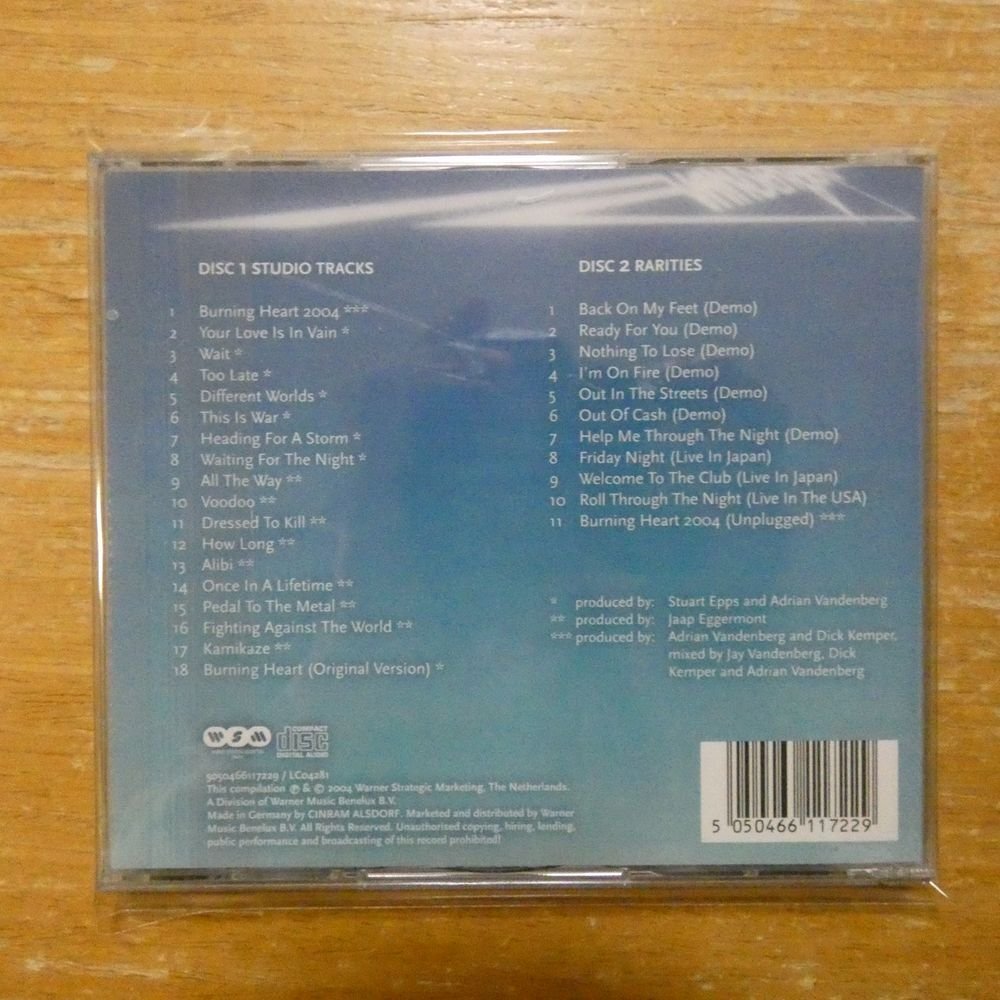 DISC 1 STUDIO TRACKS
1 Burning Heart 2004 ***
2 Your Love Is In Vain *
3 Wait *
4 Too Late *
5 Different Worlds *
6 This Is War *
7 Heading For A Storm *
8 Waiting For The Night *
9 All The Way **
10 Voodoo **
11 Dressed To Kill **
12 How Long **
13 Alibi **
14 Once In A Lifetime **
15 Pedal To The Metal **
16 Fighting Against The World **
17 Kamikaze **
18 Burning Heart (Original Version) *
DISC 2 RARITIES
1 Back On My Feet (Demo)
2 Ready For You (Demo)
3 Nothing To Lose (Demo)
4 I'm On Fire (Demo)
5 Out In The Streets (Demo)
6 Out Of Cash (Demo)
7 Help Me Through The Night (Demo)
8 Friday Night (Live In Japan)
9 Welcome To The Club (Live In Japan)
10 Roll Through The Night (Live In The USA)
11 Burning Heart 2004 (Unplugged) ***
* produced by: Stuart Epps and Adrian Vandenberg
** produced by: Jaap Eggermont
*** produced by: Adrian Vandenberg and Dick Kemper,
mixed by Jay Vandenberg, Dick
Kemper and Adrian Vandenberg
WSM
COMPACT
disc
DIGITAL AUDIO
5050466117229 / LC04281
This compilation ℗ & © 2004 Warner Strategic Marketing, The Netherlands.
A Division of Warner Music Benelux B.V.
Made in Germany by CINRAM ALSDORF. Marketed and distributed by Warner
Music Benelux B.V. All Rights Reserved. Unauthorised copying, hiring, lending,
public performance and broadcasting of this record prohibited!
5 050466 117229